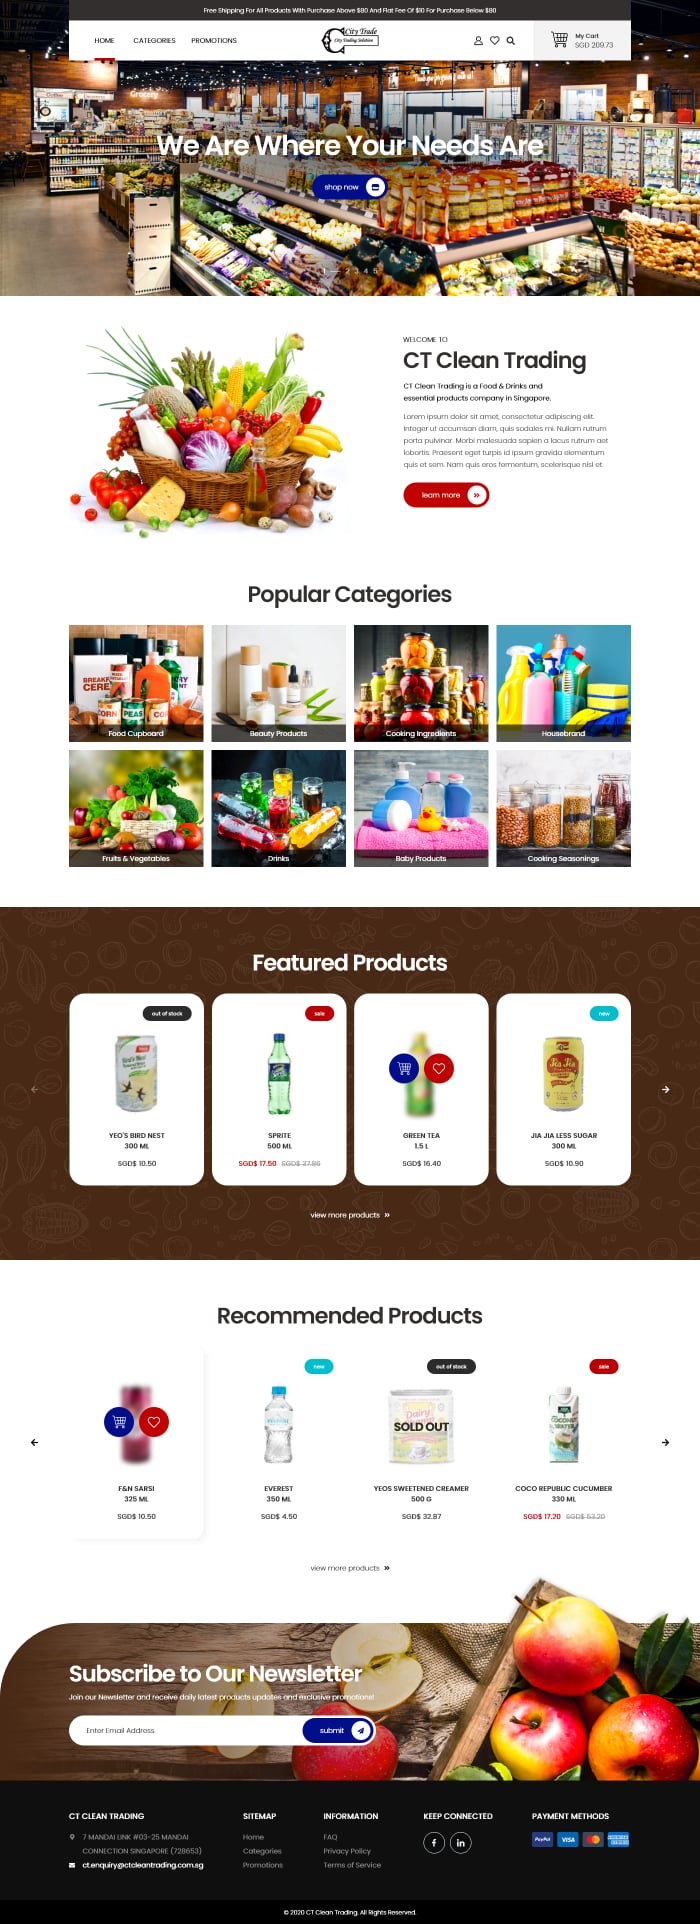 Free Shipping For All Products With Purchase Above $80 And Flat Fee Of $10 For Purchase Below $80
HOME CATEGORIES PROMOTIONS
City Trade
City Trading Solution
My Cart
SGD 209.73
Grocery
We Are Where Your Needs Are
shop now
1 2 3 4 5
WELCOME TO
CT Clean Trading
CT Clean Trading is a Food & Drinks and
essential products company in Singapore.
Lorem ipsum dolor sit amet, consectetur adipiscing elit.
Integer ut accumsan diam, quis sodales mi. Nullam rutrum
porta pulvinar. Morbi malesuada sapien a lacus rutrum aet
lobortis. Praesent eget turpis id ipsum gravida elementum
quis et sem. Nam quis eros fermentum, scelerisque nisl et.
learn more
Popular Categories
CORN PEAS
Food Cupboard
Beauty Products
Cooking Ingredients
Housebrand
Fruits & Vegetables
Drinks
Baby Products
Cooking Seasonings
Featured Products
out of stock
sale
new
YEO'S BIRD NEST
300 ML
SGD$ 10.50
SPRITE
500 ML
SGD$ 17.50 SGD$ 37.86
GREEN TEA
1.5 L
SGD$ 16.40
Jia Jia
JIA JIA LESS SUGAR
300 ML
SGD$ 10.90
view more products
Recommended Products
new
out of stock
sale
F&N SARSI
325 ML
SGD$ 10.50
EVEREST
350 ML
SGD$ 4.50
Dairy
SOLD OUT
YEOS SWEETENED CREAMER
500 G
SGD$ 32.87
COCONUT
WATER
COCO REPUBLIC CUCUMBER
330 ML
SGD$ 17.20 SGD$ 53.20
view more products
Subscribe to Our Newsletter
Join our Newsletter and receive daily latest products updates and exclusive promotions!
Enter Email Address
submit
CT CLEAN TRADING
7 MANDAI LINK #03-25 MANDAI
CONNECTION SINGAPORE (728653)
ct.enquiry@ctcleantrading.com.sg
SITEMAP
Home
Categories
Promotions
INFORMATION
FAQ
Privacy Policy
Terms of Service
KEEP CONNECTED
f in
PAYMENT METHODS
PayPal VISA
© 2020 CT Clean Trading. All Rights Reserved.